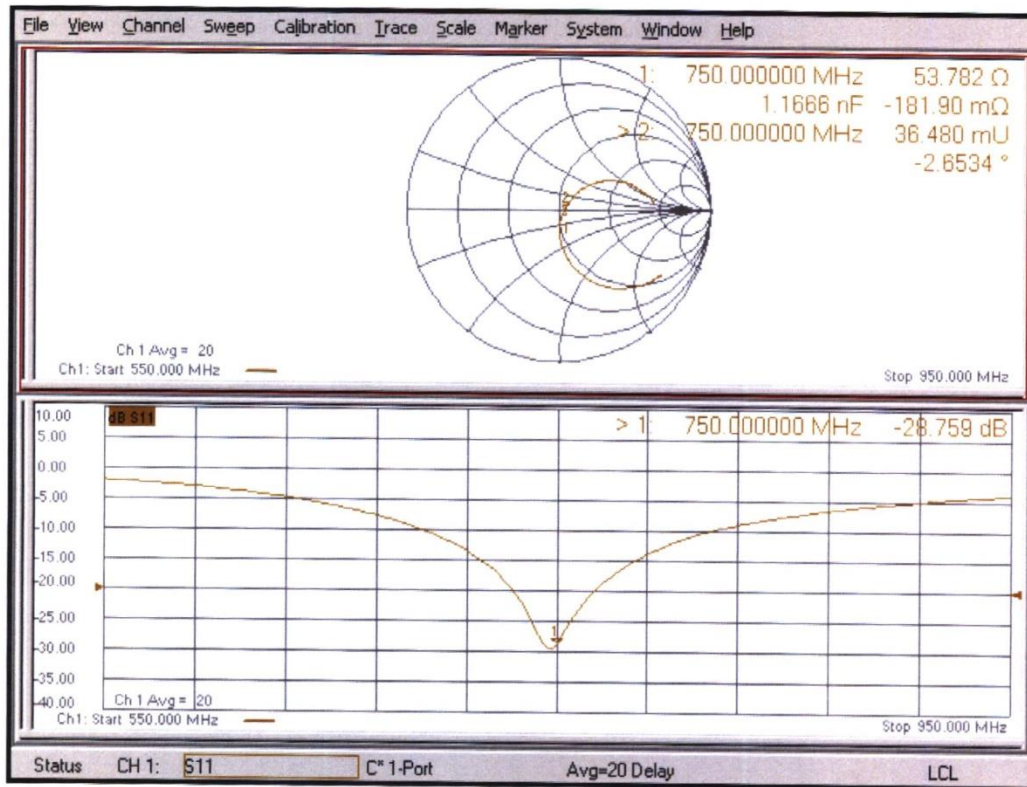 File View Channel Sweep Calibration Trace Scale Marker System Window Help
1: 750.000000 MHz 53.782 Ω
1.1666 nF -181.90 mΩ
> 2: 750.000000 MHz 36.480 mU
-2.6534 °
Ch 1 Avg = 20
Ch1: Start 550.000 MHz
Stop 950.000 MHz
dB S11
> 1: 750.000000 MHz -28.759 dB
10.00
5.00
0.00
-5.00
-10.00
-15.00
-20.00
-25.00
-30.00
-35.00
-40.00
1
Ch 1 Avg = 20
Ch1: Start 550.000 MHz
Stop 950.000 MHz
Status CH 1: S11 C* 1-Port Avg=20 Delay LCL